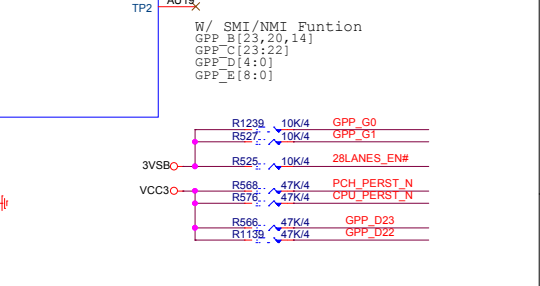 TP2 AU19
W/ SMI/NMI Funtion
GPP_B[23,20,14]
GPP_C[23:22]
GPP_D[4:0]
GPP_E[8:0]
R1239 10K/4 GPP_G0
R527 10K/4 GPP_G1
3VSB R525 10K/4 28LANES_EN#
VCC3 R568 47K/4 PCH_PERST_N
R576 47K/4 CPU_PERST_N
R566 47K/4 GPP_D23
R1139 47K/4 GPP_D22